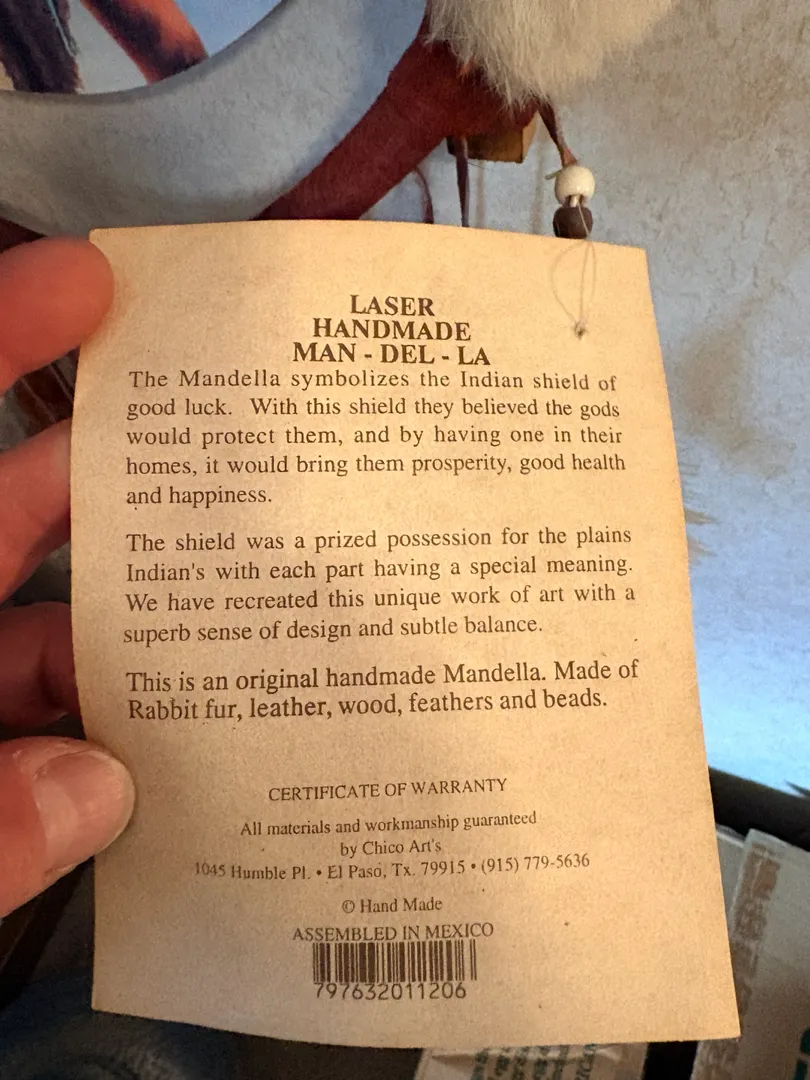 LASER
HANDMADE
MAN - DEL - LA
The Mandella symbolizes the Indian shield of
good luck. With this shield they believed the gods
would protect them, and by having one in their
homes, it would bring them prosperity, good health
and happiness.
The shield was a prized possession for the plains
Indian's with each part having a special meaning.
We have recreated this unique work of art with a
superb sense of design and subtle balance.
This is an original handmade Mandella. Made of
Rabbit fur, leather, wood, feathers and beads.
CERTIFICATE OF WARRANTY
All materials and workmanship guaranteed
by Chico Art's
1045 Humble Pl. • El Paso, Tx. 79915 • (915) 779-5636
© Hand Made
ASSEMBLED IN MEXICO
797632011206